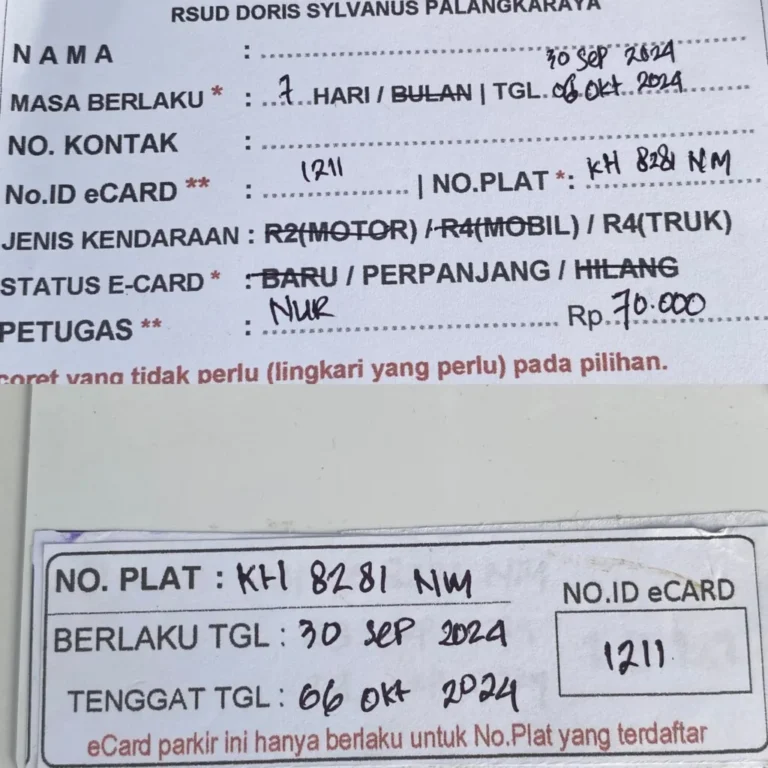 RSUD DORIS SYLVANUS PALANGKARAYA
NAMA :
30 Sep 2024
MASA BERLAKU * : 7 HARI / BULAN | TGL. 06 Okt 2024
NO. KONTAK :
No.ID eCARD ** : 1211 | NO.PLAT *: KH 8281 NM
JENIS KENDARAAN : R2(MOTOR) / R4(MOBIL) / R4(TRUK)
STATUS E-CARD * : BARU / PERPANJANG / HILANG
PETUGAS ** : NUR Rp. 70.000
coret yang tidak perlu (lingkari yang perlu) pada pilihan.
NO. PLAT : KH 8281 NM
NO.ID eCARD
BERLAKU TGL : 30 Sep 2024
1211
TENGGAT TGL : 06 Okt 2024
eCard parkir ini hanya berlaku untuk No.Plat yang terdaftar